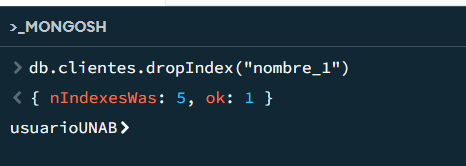 >_MONGOSH
> db.clientes.dropIndex("nombre_1")
< { nIndexesWas: 5, ok: 1 }
usuarioUNAB>